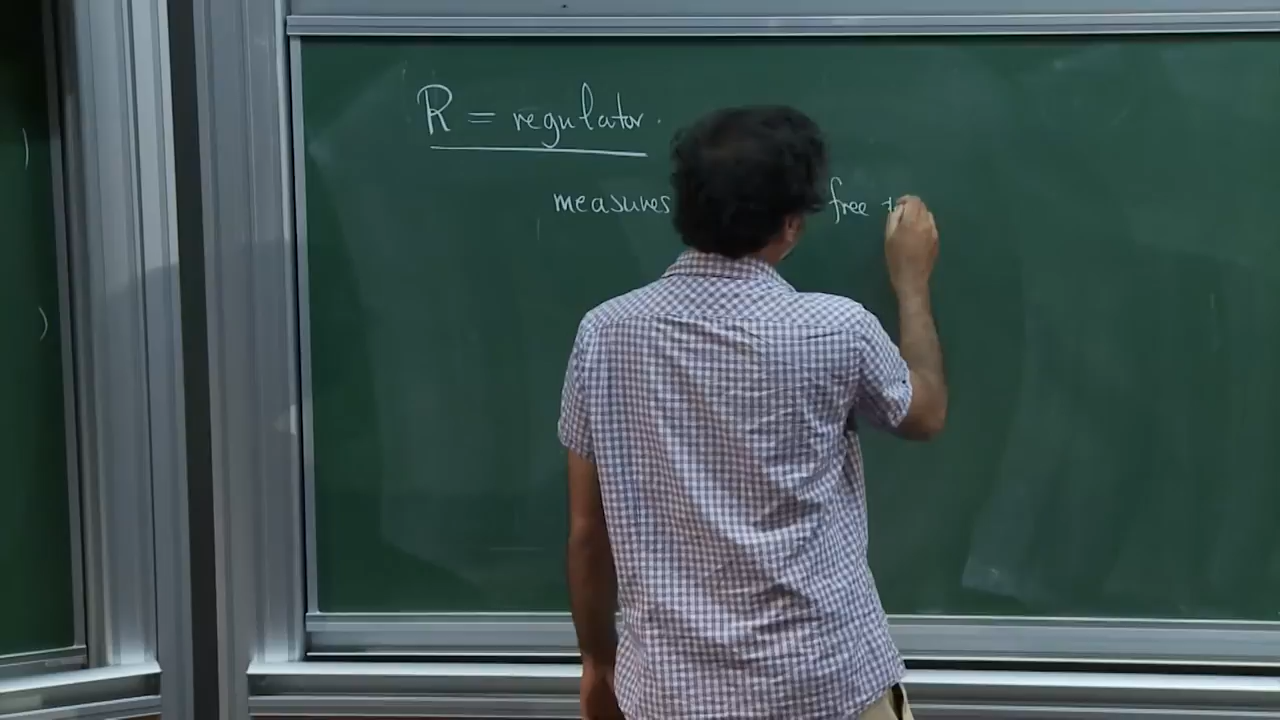 R = regulator.
measures free
)
)